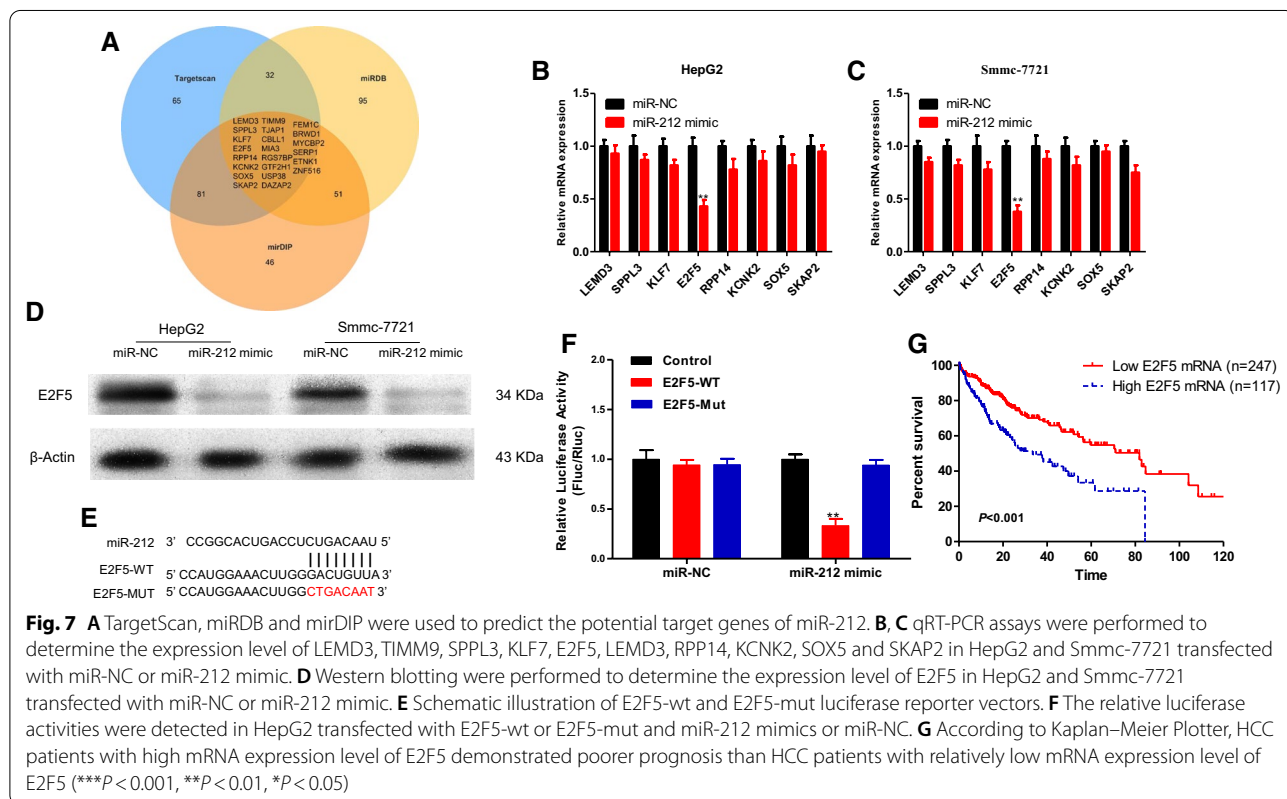 A
Targetscan
65
32
miRDB
95
LEMD3 TIMM9
SPPL3 TJAP1
KLF7 CBLL1
E2F5 MIA3
RPP14 RGS7BP
KCNK2 GTF2H1
SOX5 USP38
SKAP2 DAZAP2
FEM1C
BRWD1
MYCBP2
SERP1
ETNK1
ZNF516
81
51
mirDIP
46
B
HepG2
miR-NC
miR-212 mimic
Relative mRNA expression
1.5
1.0
0.5
0.0
**
LEMD3
SPPL3
KLF7
E2F5
RPP14
KCNK2
SOX5
SKAP2
C
Smmc-7721
miR-NC
miR-212 mimic
Relative mRNA expression
1.5
1.0
0.5
0.0
**
LEMD3
SPPL3
KLF7
E2F5
RPP14
KCNK2
SOX5
SKAP2
D
HepG2
Smmc-7721
miR-NC
miR-212 mimic
miR-NC
miR-212 mimic
E2F5
34 KDa
β-Actin
43 KDa
E
miR-212 3' CCGGCACUGACCUCUGACAAU 5'
E2F5-WT 5' CCAUGGAAACUUGGGACUGUUA 3'
E2F5-MUT 5' CCAUGGAAACUUGGCTGACAAT 3'
F
Control
E2F5-WT
E2F5-Mut
Relative Luciferase Activity
(Fluc/Rluc)
2.0
1.5
1.0
0.5
0.0
**
miR-NC
miR-212 mimic
G
Low E2F5 mRNA (n=247)
High E2F5 mRNA (n=117)
Percent survival
100
80
60
40
20
0
P<0.001
0 20 40 60 80 100 120
Time
Fig. 7 A TargetScan, miRDB and mirDIP were used to predict the potential target genes of miR-212. B, C qRT-PCR assays were performed to
determine the expression level of LEMD3, TIMM9, SPPL3, KLF7, E2F5, LEMD3, RPP14, KCNK2, SOX5 and SKAP2 in HepG2 and Smmc-7721 transfected
with miR-NC or miR-212 mimic. D Western blotting were performed to determine the expression level of E2F5 in HepG2 and Smmc-7721
transfected with miR-NC or miR-212 mimic. E Schematic illustration of E2F5-wt and E2F5-mut luciferase reporter vectors. F The relative luciferase
activities were detected in HepG2 transfected with E2F5-wt or E2F5-mut and miR-212 mimics or miR-NC. G According to Kaplan–Meier Plotter, HCC
patients with high mRNA expression level of E2F5 demonstrated poorer prognosis than HCC patients with relatively low mRNA expression level of
E2F5 (***P < 0.001, **P < 0.01, *P < 0.05)